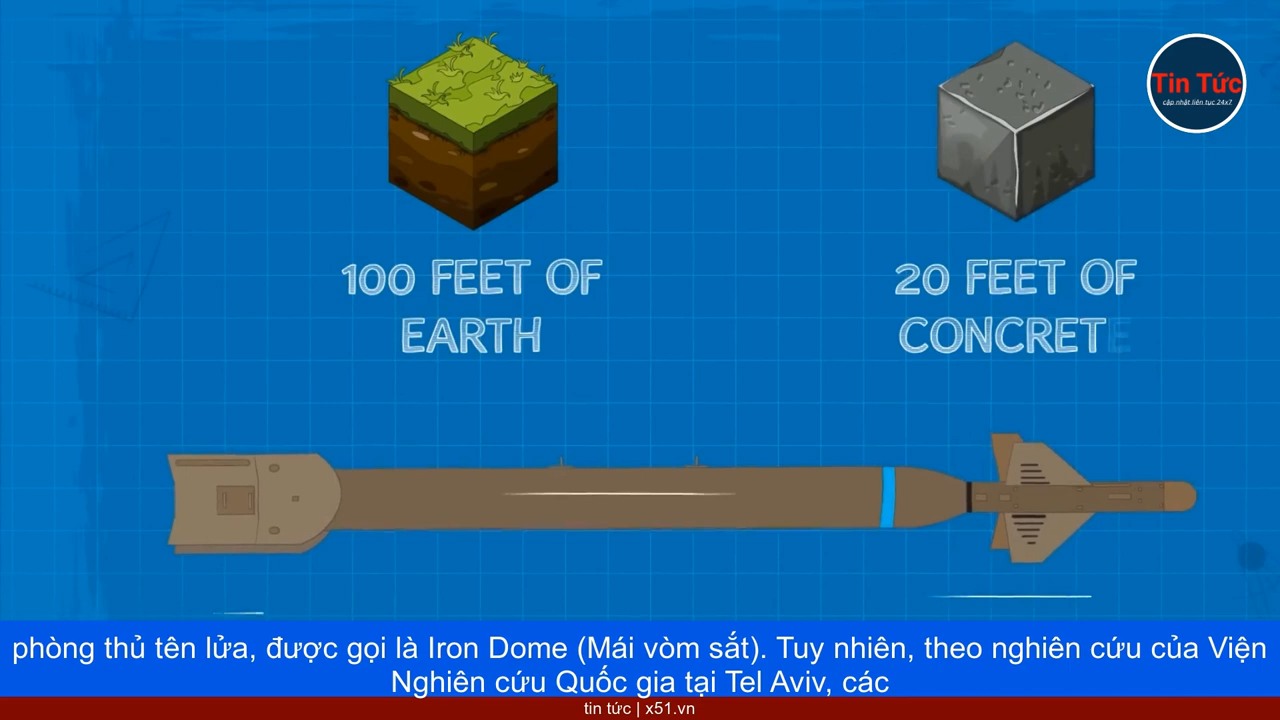 Tin Tức
cập nhật liên tục 24x7
100 FEET OF
EARTH
20 FEET OF
CONCRETE
phòng thủ tên lửa, được gọi là Iron Dome (Mái vòm sắt). Tuy nhiên, theo nghiên cứu của Viện
Nghiên cứu Quốc gia tại Tel Aviv, các
tin tức | x51.vn